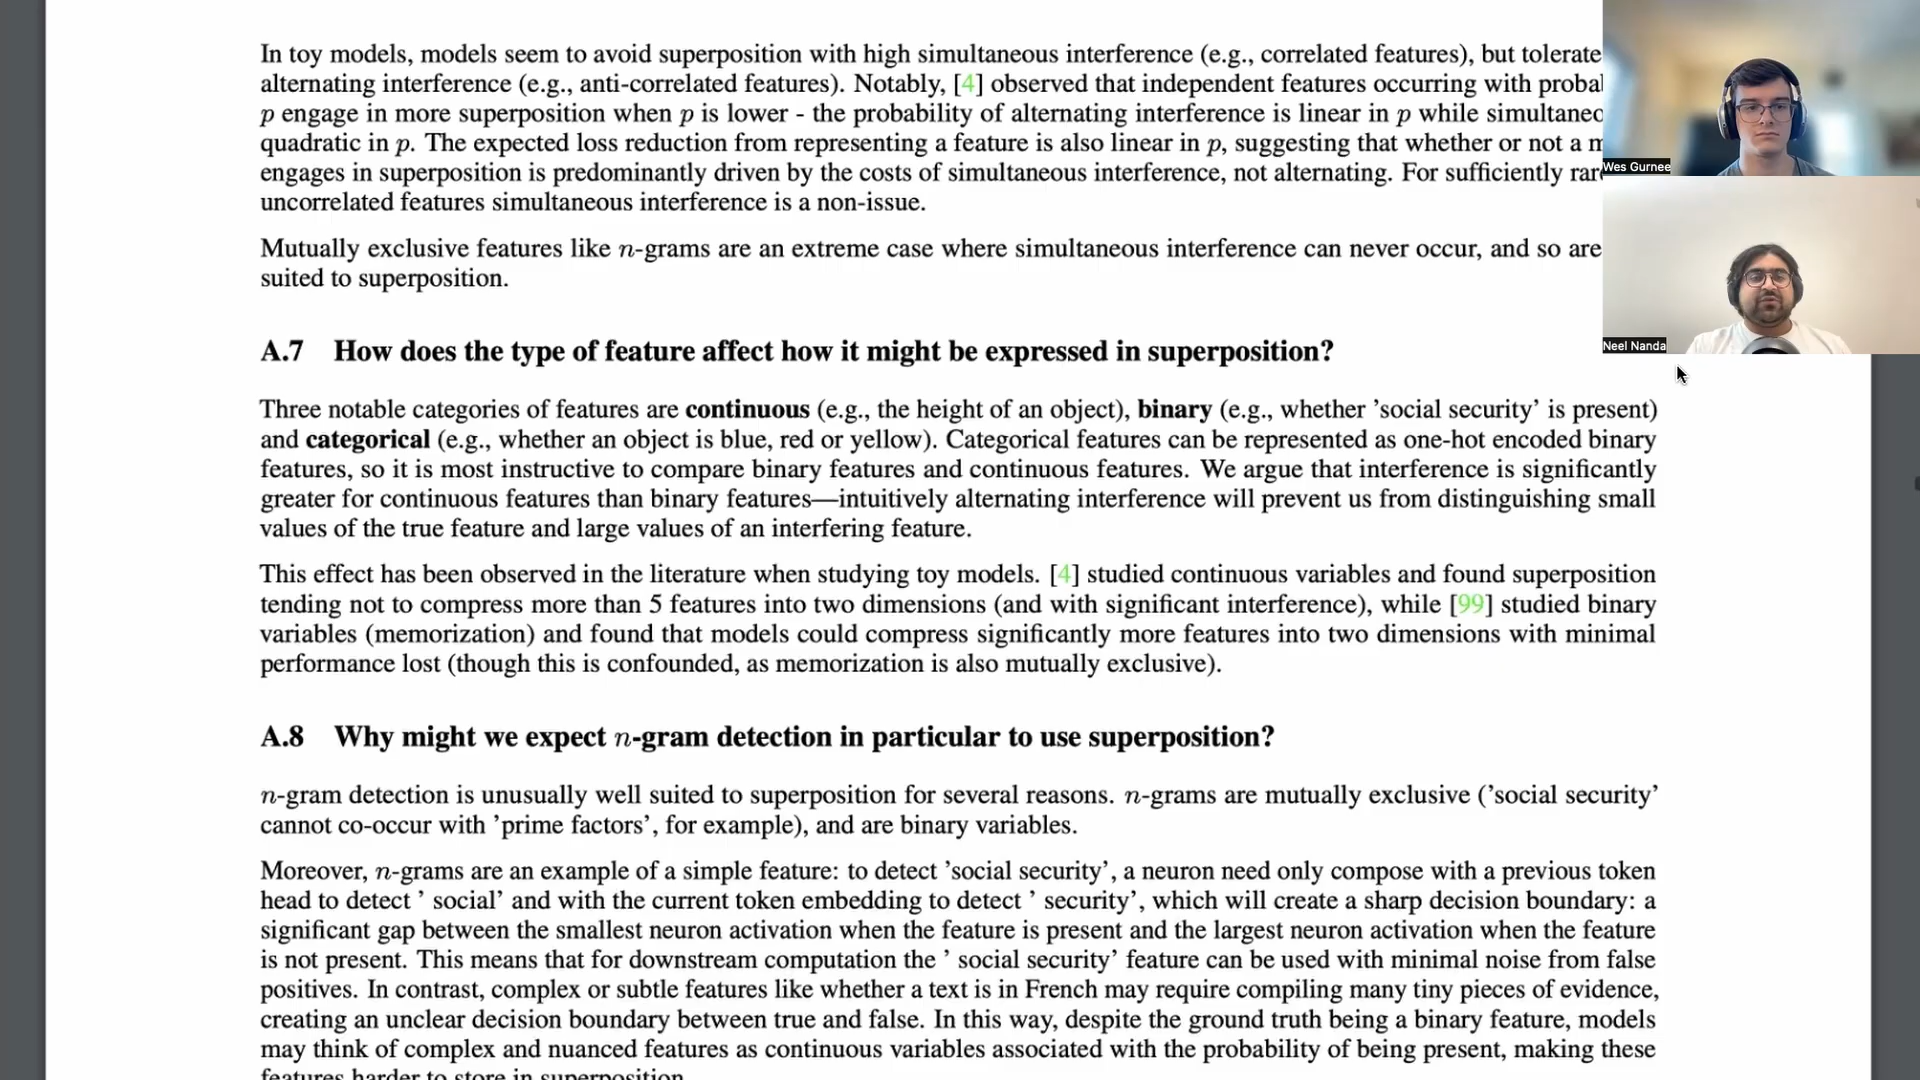 In toy models, models seem to avoid superposition with high simultaneous interference (e.g., correlated features), but tolerate
alternating interference (e.g., anti-correlated features). Notably, [4] observed that independent features occurring with
p engage in more superposition when p is lower - the probability of alternating interference is linear in p while
quadratic in p. The expected loss reduction from representing a feature is also linear in p, suggesting that whether or not a
engages in superposition is predominantly driven by the costs of simultaneous interference, not alternating. For sufficiently
uncorrelated features simultaneous interference is a non-issue.
Mutually exclusive features like n-grams are an extreme case where simultaneous interference can never occur, and so are
suited to superposition.
A.7 How does the type of feature affect how it might be expressed in superposition?
Three notable categories of features are continuous (e.g., the height of an object), binary (e.g., whether 'social security' is present)
and categorical (e.g., whether an object is blue, red or yellow). Categorical features can be represented as one-hot encoded binary
features, so it is most instructive to compare binary features and continuous features. We argue that interference is significantly
greater for continuous features than binary features—intuitively alternating interference will prevent us from distinguishing small
values of the true feature and large values of an interfering feature.
This effect has been observed in the literature when studying toy models. [4] studied continuous variables and found superposition
tending not to compress more than 5 features into two dimensions (and with significant interference), while [99] studied binary
variables (memorization) and found that models could compress significantly more features into two dimensions with minimal
performance lost (though this is confounded, as memorization is also mutually exclusive).
A.8 Why might we expect n-gram detection in particular to use superposition?
n-gram detection is unusually well suited to superposition for several reasons. n-grams are mutually exclusive ('social security'
cannot co-occur with 'prime factors', for example), and are binary variables.
Moreover, n-grams are an example of a simple feature: to detect 'social security', a neuron need only compose with a previous token
head to detect ' social' and with the current token embedding to detect ' security', which will create a sharp decision boundary: a
significant gap between the smallest neuron activation when the feature is present and the largest neuron activation when the feature
is not present. This means that for downstream computation the ' social security' feature can be used with minimal noise from false
positives. In contrast, complex or subtle features like whether a text is in French may require compiling many tiny pieces of evidence,
creating an unclear decision boundary between true and false. In this way, despite the ground truth being a binary feature, models
may think of complex and nuanced features as continuous variables associated with the probability of being present, making these
features harder to store in superposition
Wes Gurnee
Neel Nanda